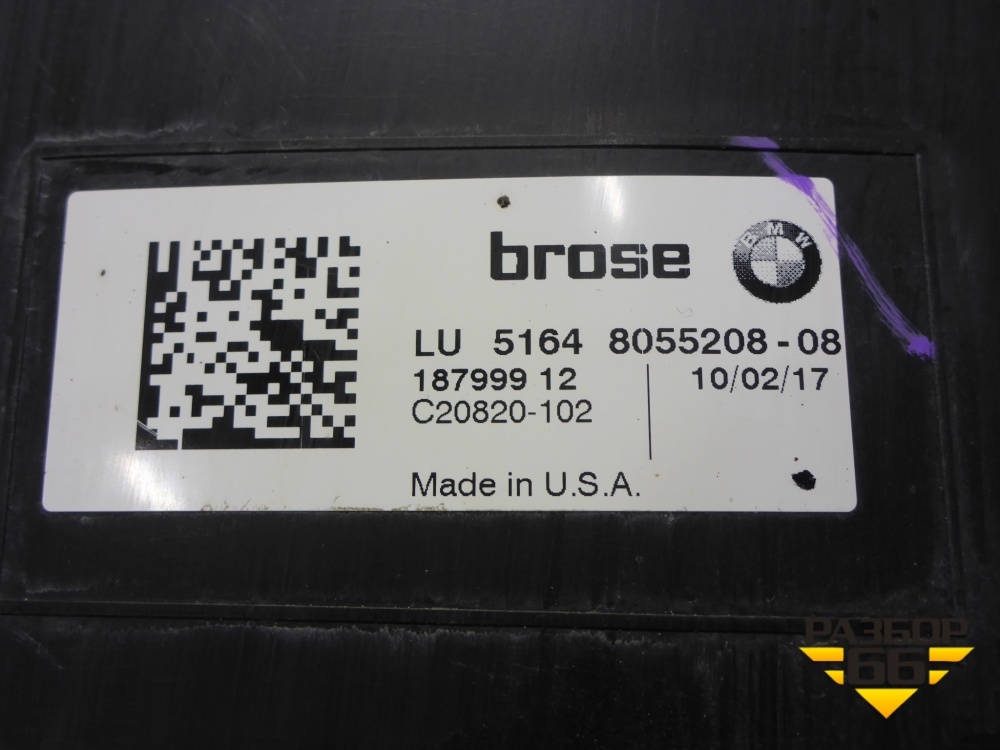 brose
BMW
LU 5164 8055208-08
187999 12
10/02/17
C20820-102
Made in U.S.A.
РАЗБОР
66